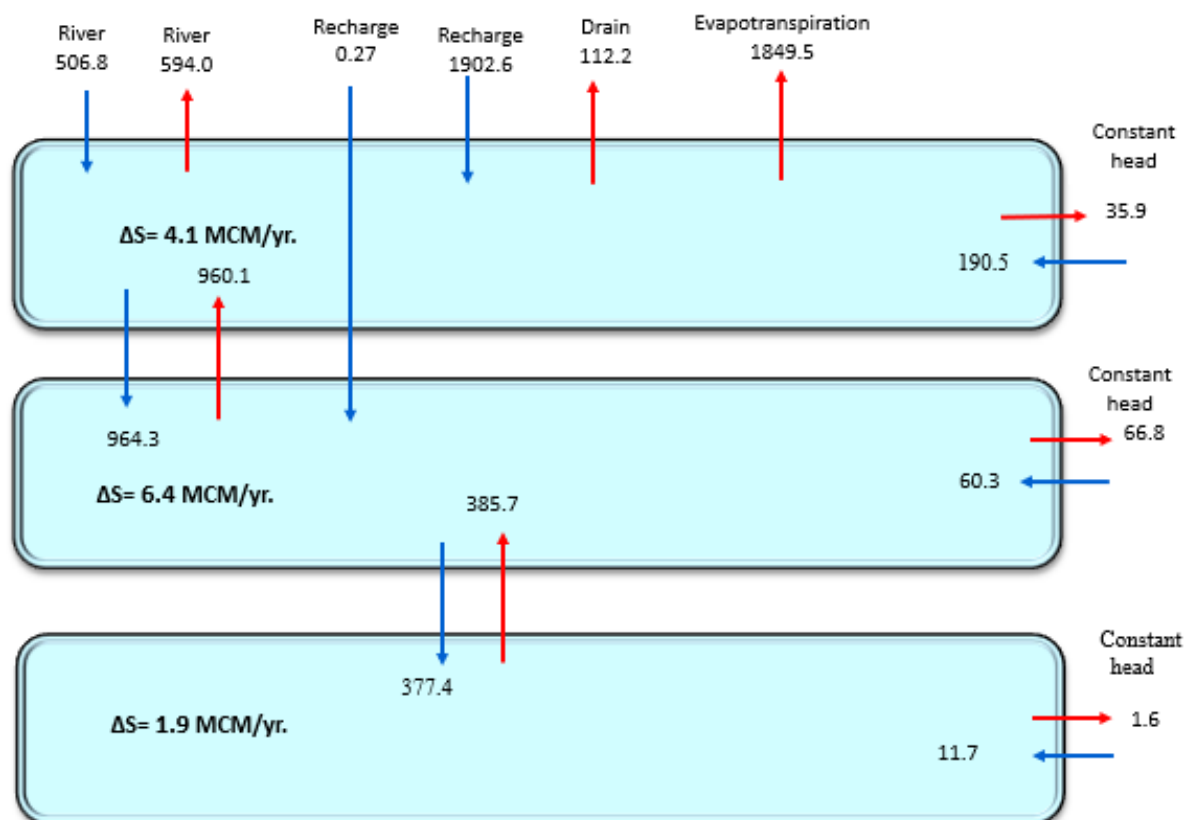 River
506.8
River
594.0
Recharge
0.27
Recharge
1902.6
Drain
112.2
Evapotranspiration
1849.5
Constant
head
35.9
190.5
ΔS= 4.1 MCM/yr.
960.1
Constant
head
66.8
964.3
60.3
ΔS= 6.4 MCM/yr.
385.7
Constant
head
377.4
1.6
ΔS= 1.9 MCM/yr.
11.7